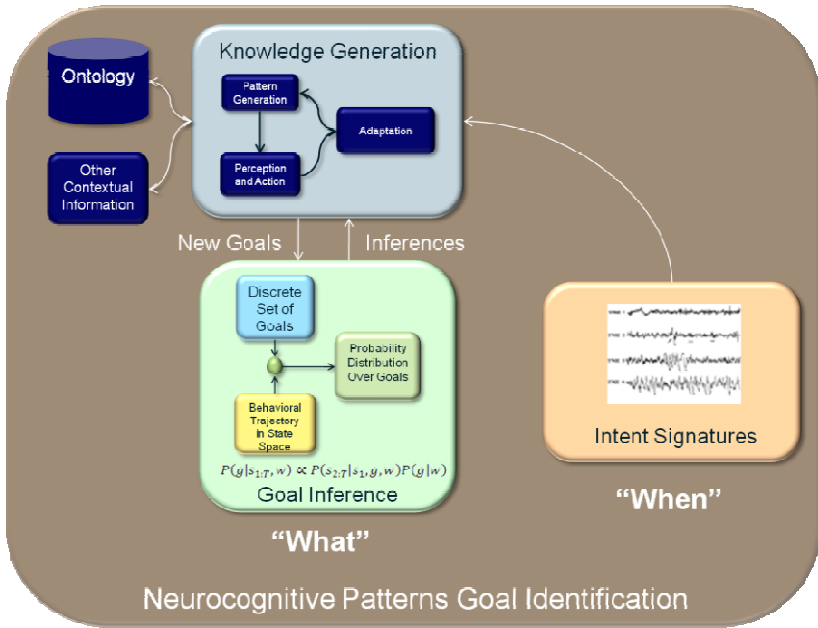 Knowledge Generation
Ontology
Pattern
Generation
Adaptation
Perception
and Action
Other
Contextual
Information
New Goals
Inferences
Discrete
Set of
Goals
Probability
Distribution
Over Goals
Behavioral
Trajectory
in State
Space
P(g|s₁:T, w) ∝ P(s₂:T|s₁, g, w)P(g|w)
Goal Inference
Intent Signatures
“What”
“When”
Neurocognitive Patterns Goal Identification